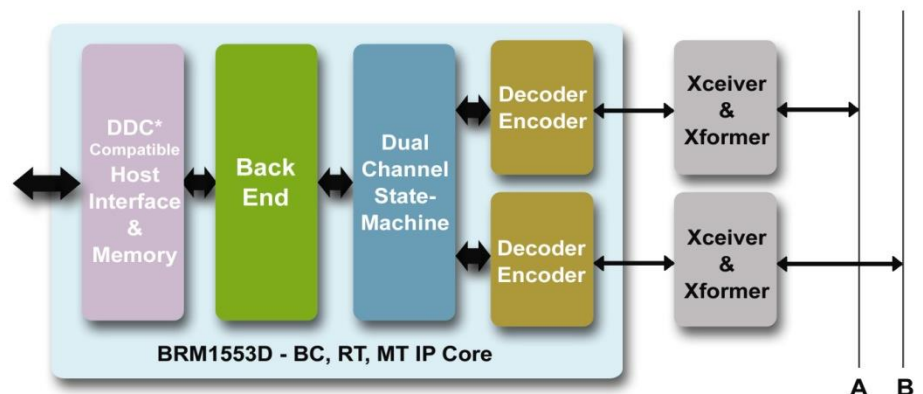 DDC*
Compatible
Host
Interface
&
Memory
Back
End
Dual
Channel
State-
Machine
Decoder
Encoder
Decoder
Encoder
Xceiver
&
Xformer
Xceiver
&
Xformer
BRM1553D - BC, RT, MT IP Core
A B